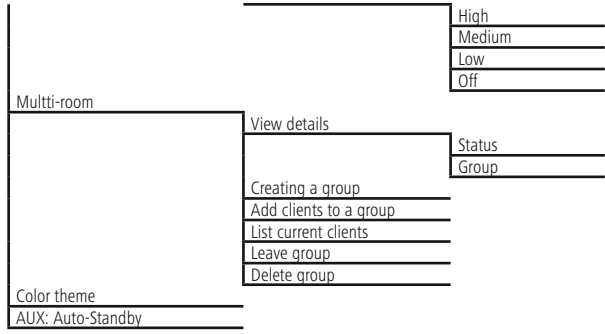 High
Medium
Low
Off
Multti-room
View details
Status
Group
Creating a group
Add clients to a group
List current clients
Leave group
Delete group
Color theme
AUX: Auto-Standby